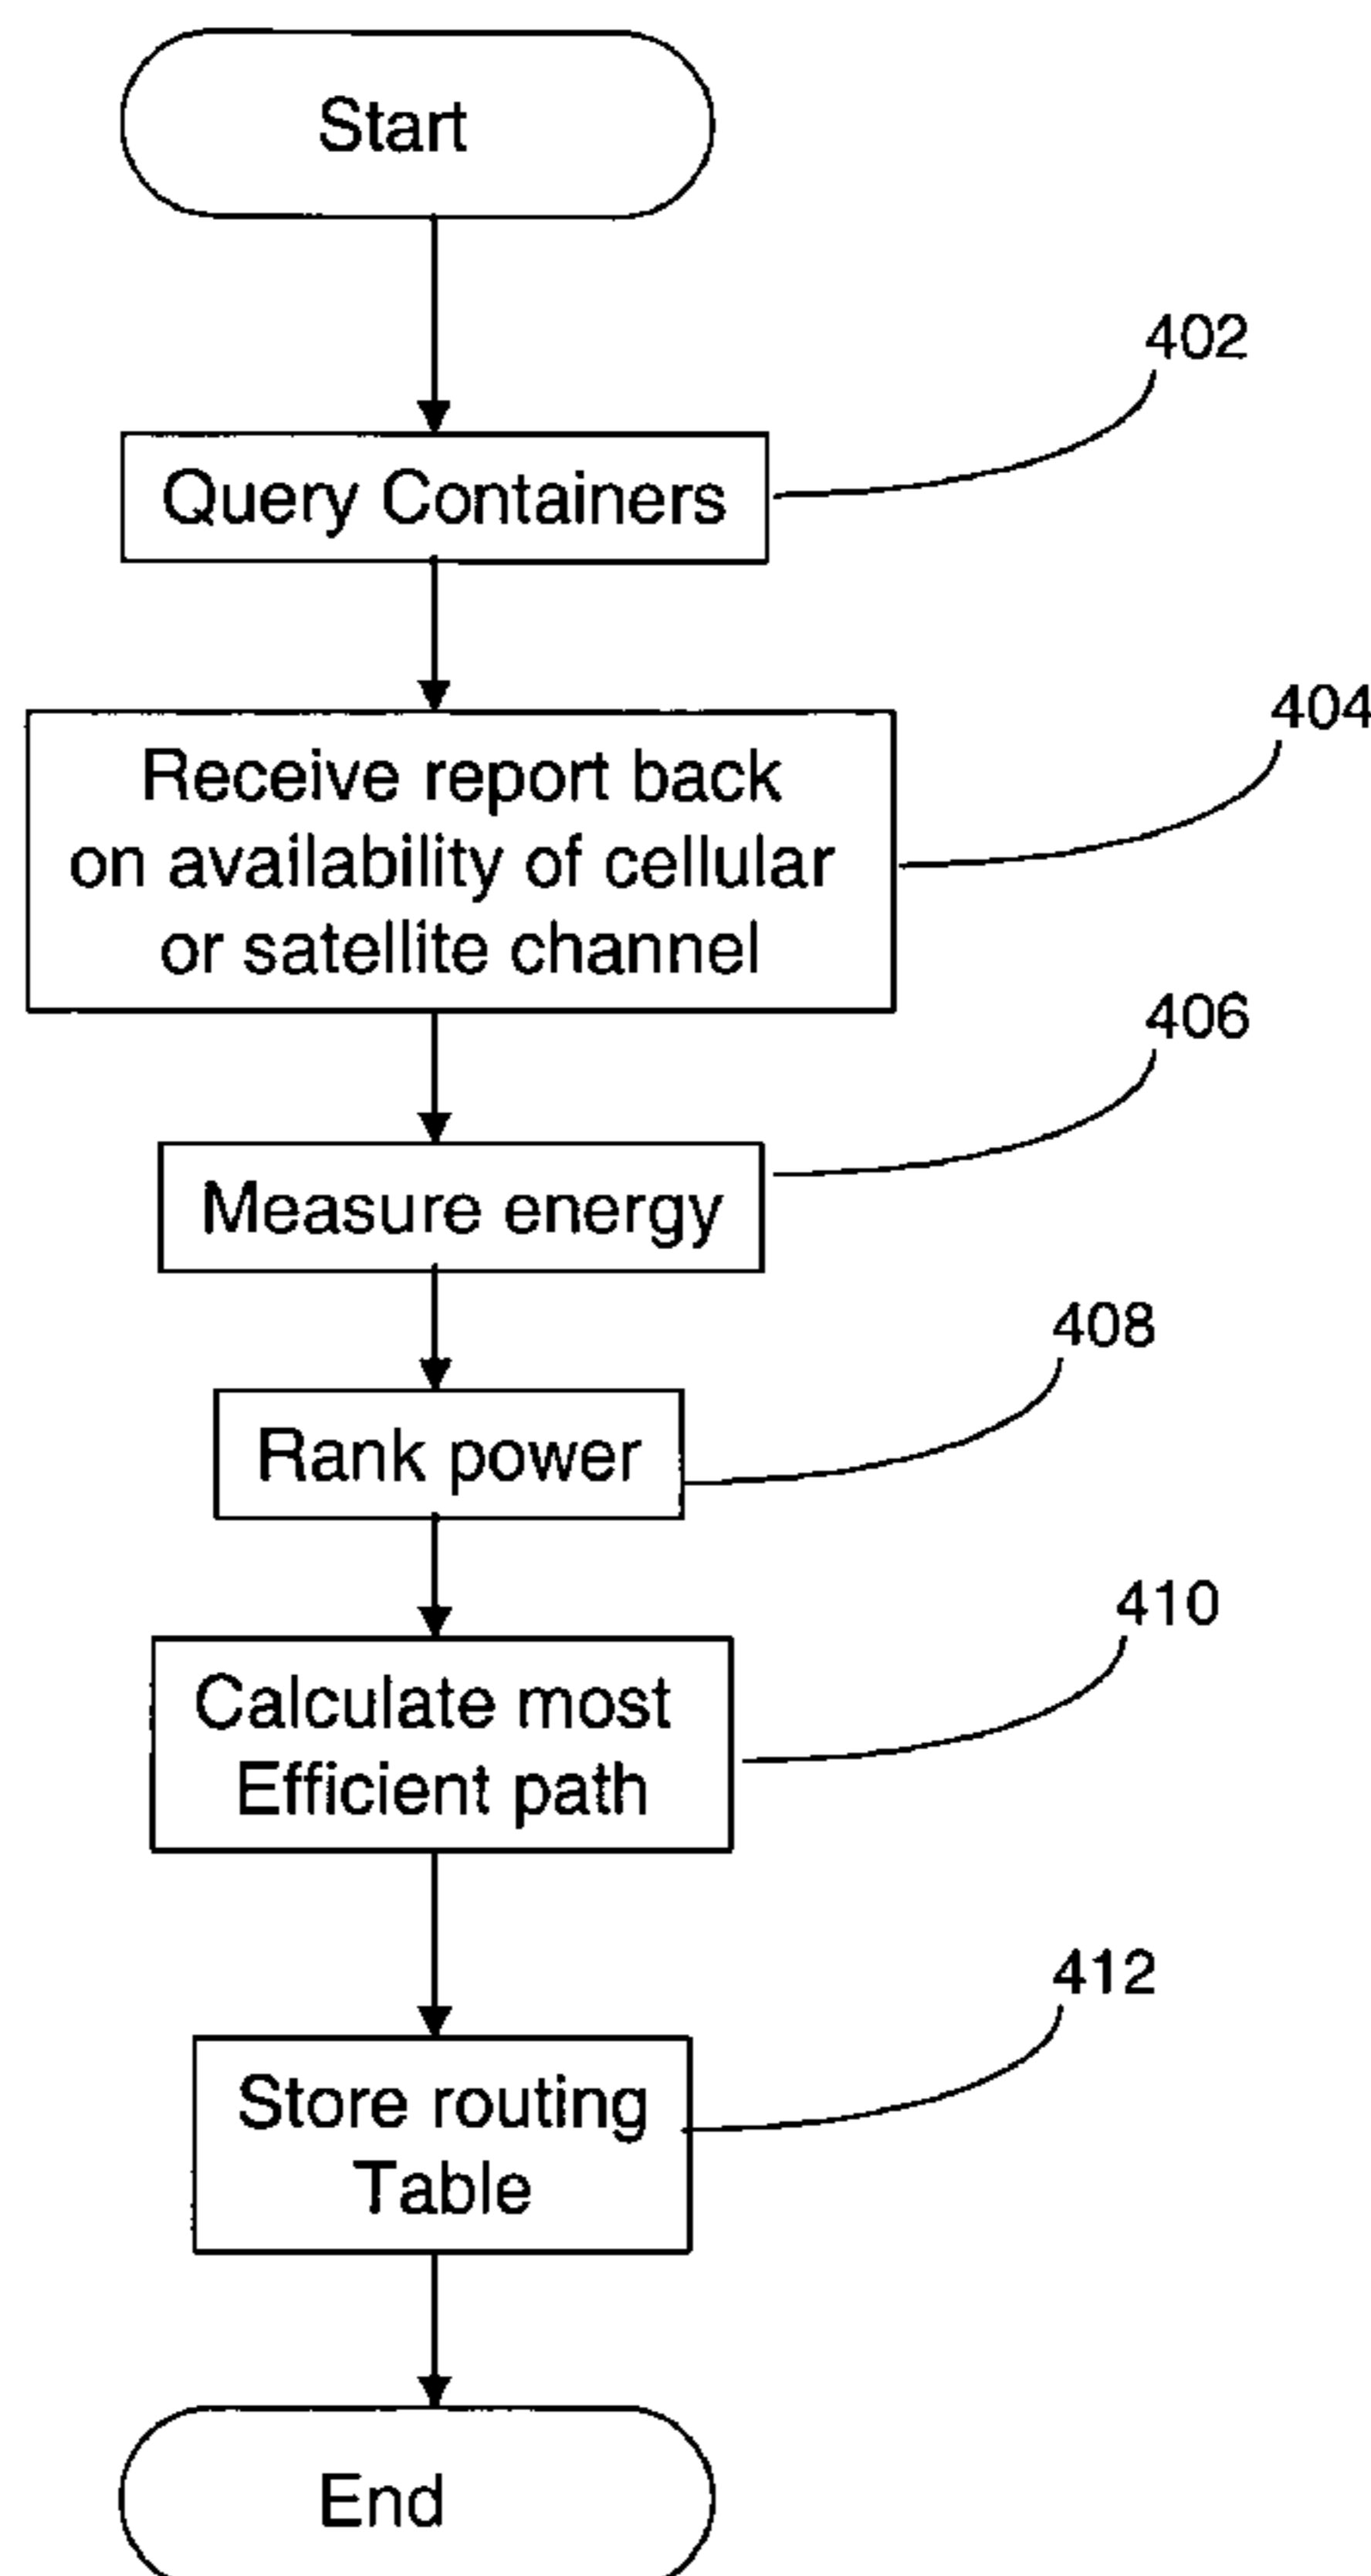 Start
402
Query Containers
404
Receive report back
on availability of cellular
or satellite channel
406
Measure energy
408
Rank power
410
Calculate most
Efficient path
412
Store routing
Table
End